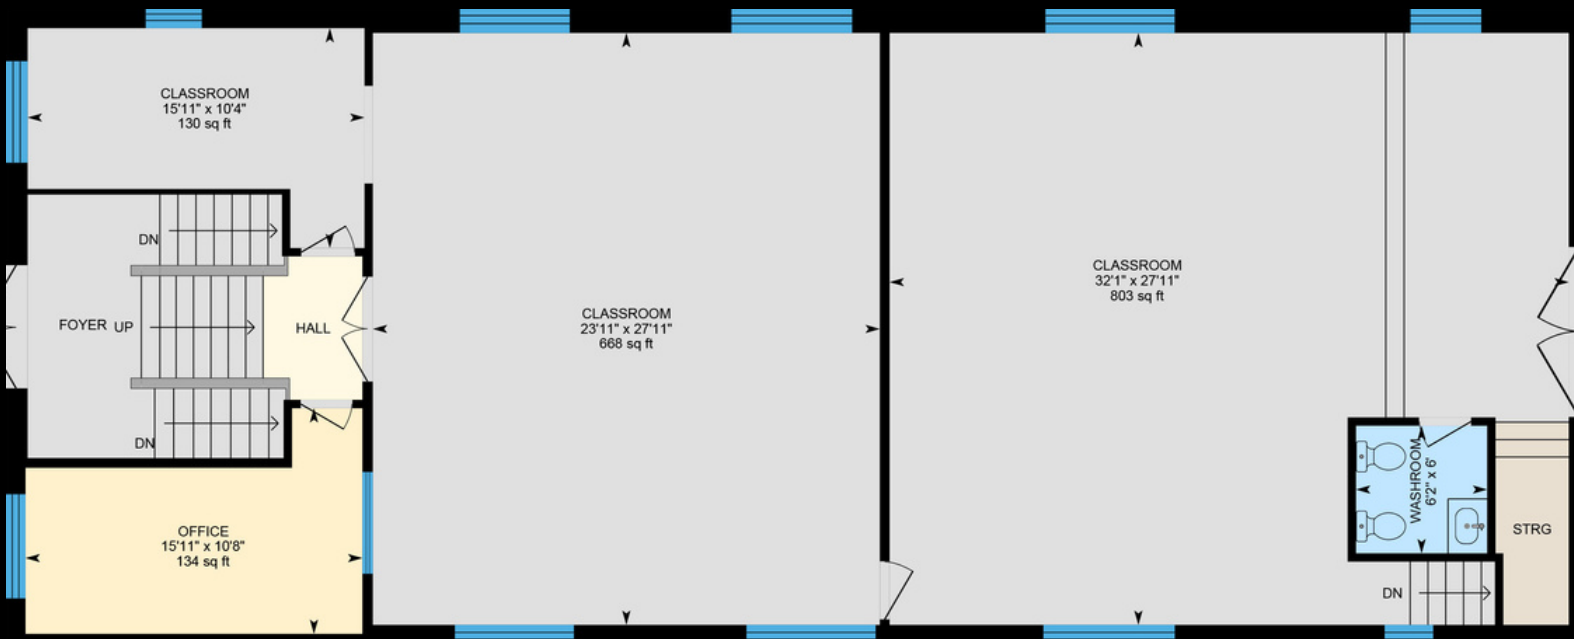 CLASSROOM
15'11" x 10'4"
130 sq ft
DN
FOYER
UP
HALL
DN
OFFICE
15'11" x 10'8"
134 sq ft
CLASSROOM
23'11" x 27'11"
668 sq ft
CLASSROOM
32'1" x 27'11"
803 sq ft
WASHROOM
6'2" x 6'
STRG
DN